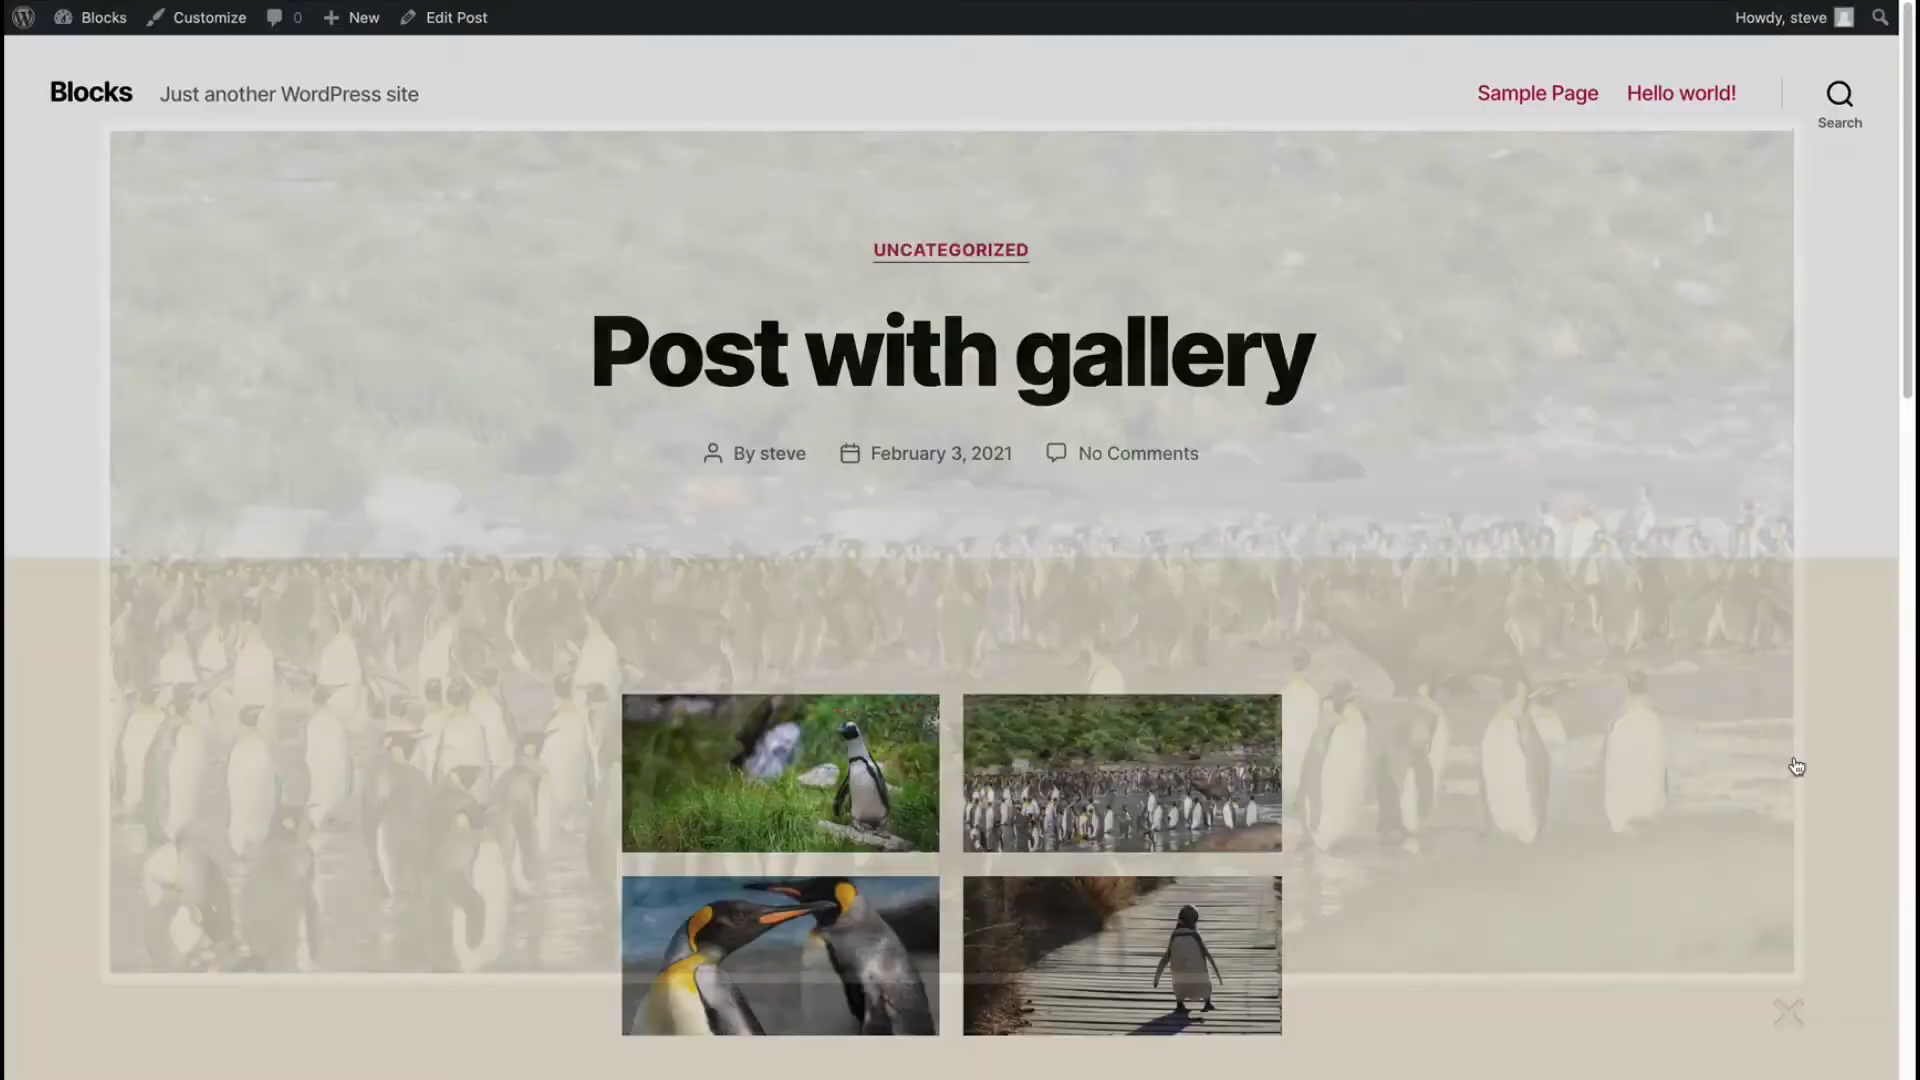 Blocks Customize 0 New Edit Post Howdy, steve
Blocks Just another WordPress site Sample Page Hello world!
Search
UNCATEGORIZED
Post with gallery
By steve February 3, 2021 No Comments